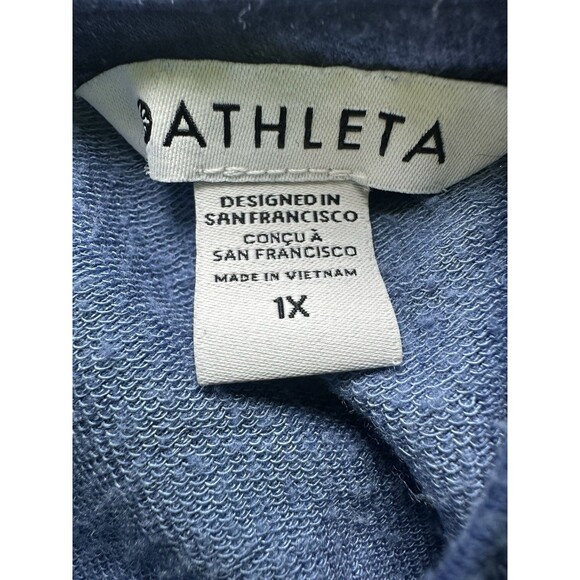 ATHLETA
DESIGNED IN
SAN FRANCISCO
CONÇU À
SAN FRANCISCO
MADE IN VIETNAM
1X